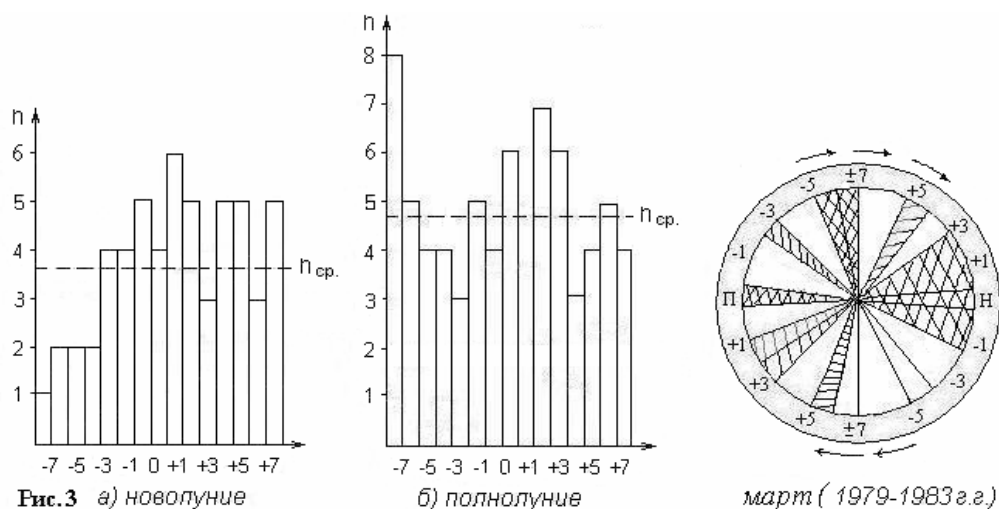 h
6
5
4
3
2
1
hср.
-7 -5 -3 -1 0 +1 +3 +5 +7
Рис.3 а) новолуние
h
8
7
6
5
4
3
2
1
hср.
-7 -5 -3 -1 0 +1 +3 +5 +7
б) полнолуние
±7
-5 +5
-3 +3
-1 +1
П Н
+1 -1
+3 -3
+5 -5
±7
март ( 1979-1983 г.г.)